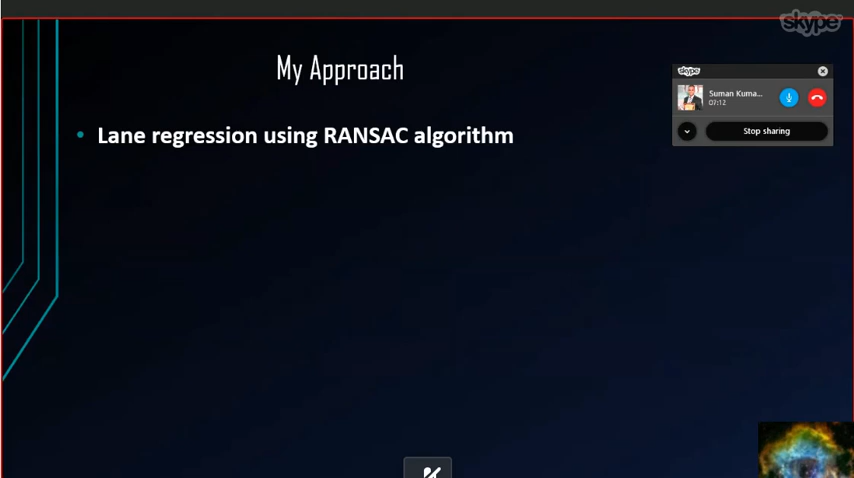 skype
My Approach
skype
Suman Kuma...
07:12
Stop sharing
• Lane regression using RANSAC algorithm